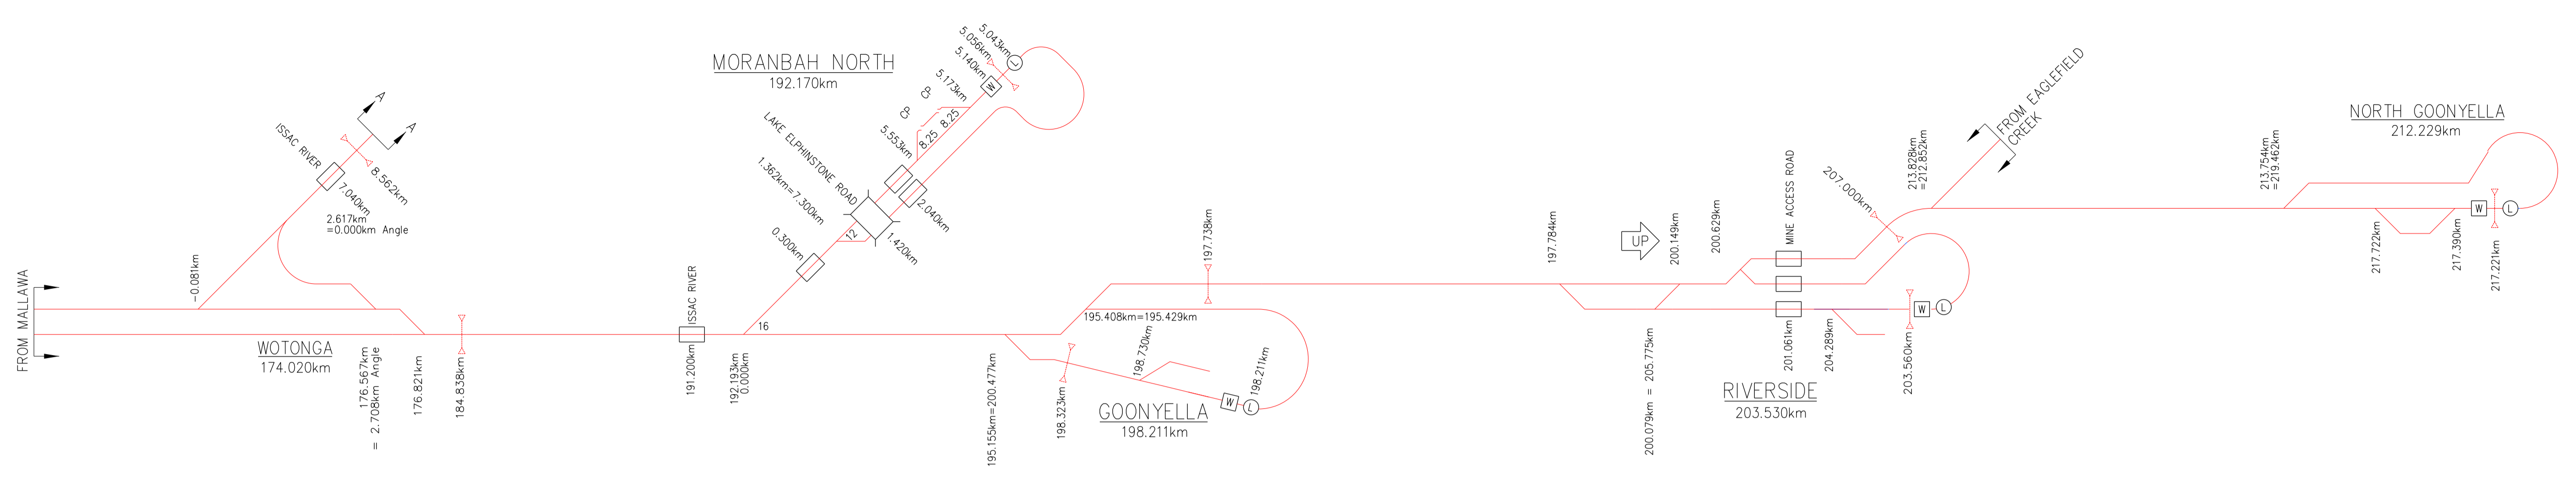 FROM MALLAWA
-0.081km
ISSAC RIVER
7.040km
8.562km
A
A
2.617km
=0.000km Angle
WOTONGA
174.020km
176.567km
= 2.708km Angle
176.821km
184.838km
ISSAC RIVER
191.200km
192.193km
0.000km
16
MORANBAH NORTH
192.170km
0.300km
1.362km=7.300km
LAKE ELPHINSTONE ROAD
12
1.420km
2.040km
5.553km
CP
CP
8.25
8.25
5.173km
5.140km
5.056km
5.043km
W
L
195.155km=200.477km
195.408km=195.429km
197.738km
198.323km
198.730km
W
L
198.211km
GOONYELLA
198.211km
197.784km
UP
200.149km
200.629km
200.079km = 205.775km
MINE ACCESS ROAD
201.061km
204.289km
207.000km
203.560km
W
L
RIVERSIDE
203.530km
213.828km
=212.852km
FROM EAGLEFIELD
CREEK
213.754km
=219.462km
NORTH GOONYELLA
212.229km
217.722km
217.390km
W
L
217.221km